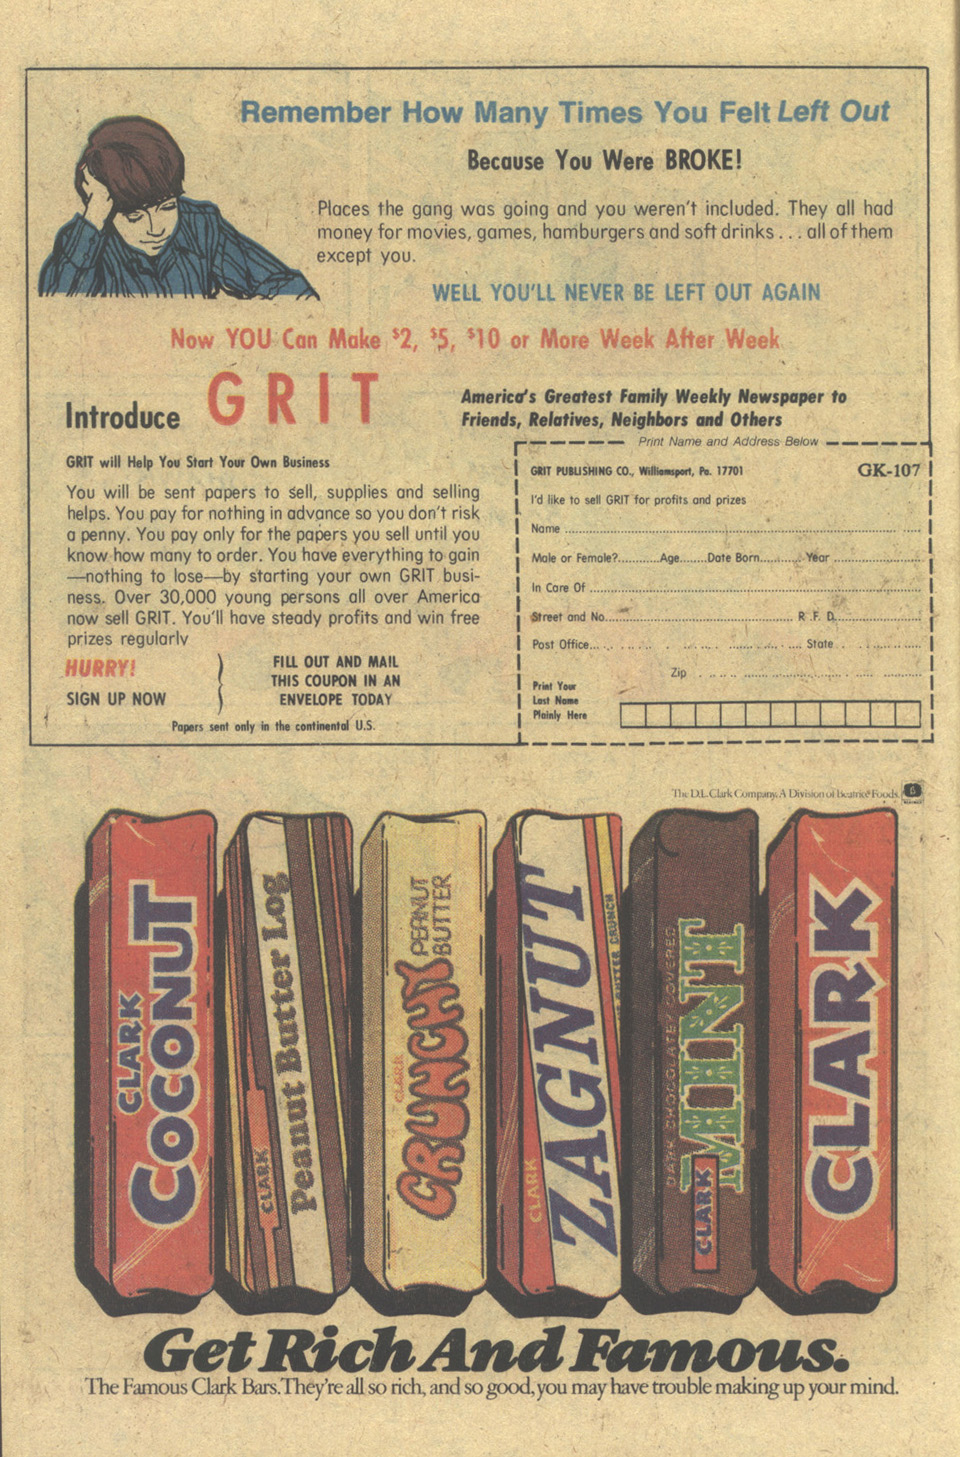 Remember How Many Times You Felt Left Out
Because You Were BROKE!
Places the gang was going and you weren't included. They all had
money for movies, games, hamburgers and soft drinks . . . all of them
except you.
WELL YOU'LL NEVER BE LEFT OUT AGAIN
Now YOU Can Make $2, $5, $10 or More Week After Week
Introduce GRIT
America's Greatest Family Weekly Newspaper to
Friends, Relatives, Neighbors and Others
GRIT will Help You Start Your Own Business
You will be sent papers to sell, supplies and selling
helps. You pay for nothing in advance so you don't risk
a penny. You pay only for the papers you sell until you
know how many to order. You have everything to gain
—nothing to lose—by starting your own GRIT busi-
ness. Over 30,000 young persons all over America
now sell GRIT. You'll have steady profits and win free
prizes regularly
HURRY!
SIGN UP NOW
FILL OUT AND MAIL
THIS COUPON IN AN
ENVELOPE TODAY
Papers sent only in the continental U.S.
Print Name and Address Below
GRIT PUBLISHING CO., Williamsport, Pa. 17701 GK-107
I'd like to sell GRIT for profits and prizes
Name
Male or Female? Age Date Born Year
In Care Of
Street and No. R.F.D.
Post Office State
Zip
Print Your
Last Name
Plainly Here
The D.L. Clark Company. A Division of Beatrice Foods.
CLARK
COCONUT
CLARK
Peanut Butter Log
CLARK
CRUNCHY
PEANUT
BUTTER
CLARK
ZAGNUT
BUTTER CRUNCH
DARK CHOCOLATEY COVERED
MINT
CLARK
CLARK
Get Rich And Famous.
The Famous Clark Bars. They're all so rich, and so good, you may have trouble making up your mind.